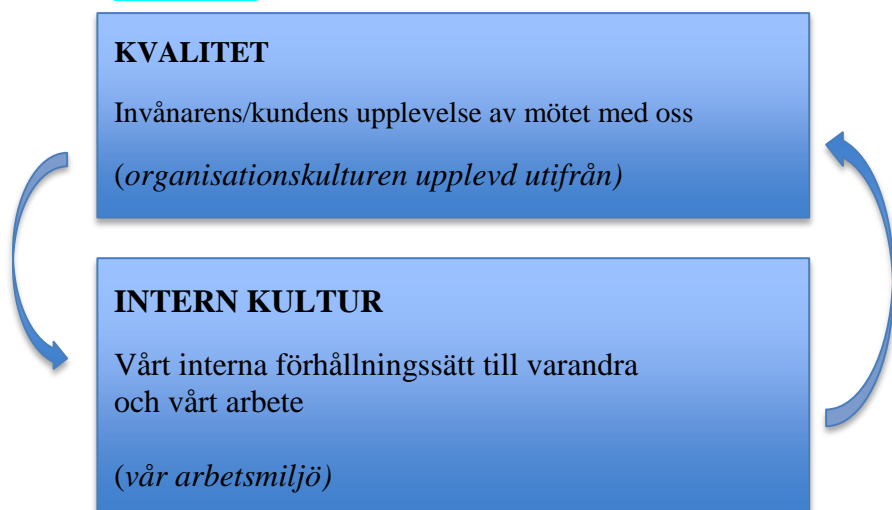 KVALITET
Invånarens/kundens upplevelse av mötet med oss
(organisationskulturen upplevd utifrån)
INTERN KULTUR
Vårt interna förhållningssätt till varandra
och vårt arbete
(vår arbetsmiljö)